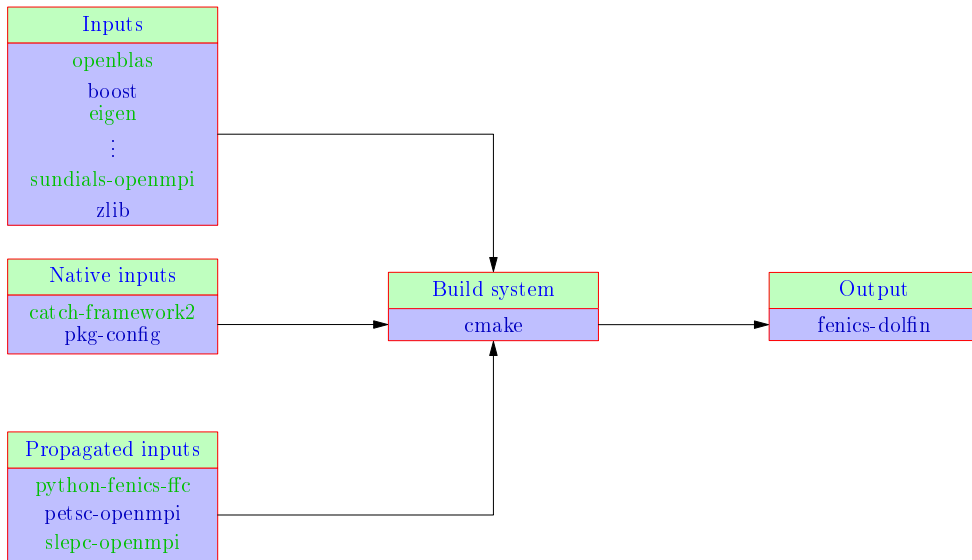 Inputs
openblas
boost
eigen
⋮
sundials-openmpi
zlib
Native inputs
catch-framework2
pkg-config
Propagated inputs
python-fenics-ffc
petsc-openmpi
slepc-openmpi
Build system
cmake
Output
fenics-dolfin